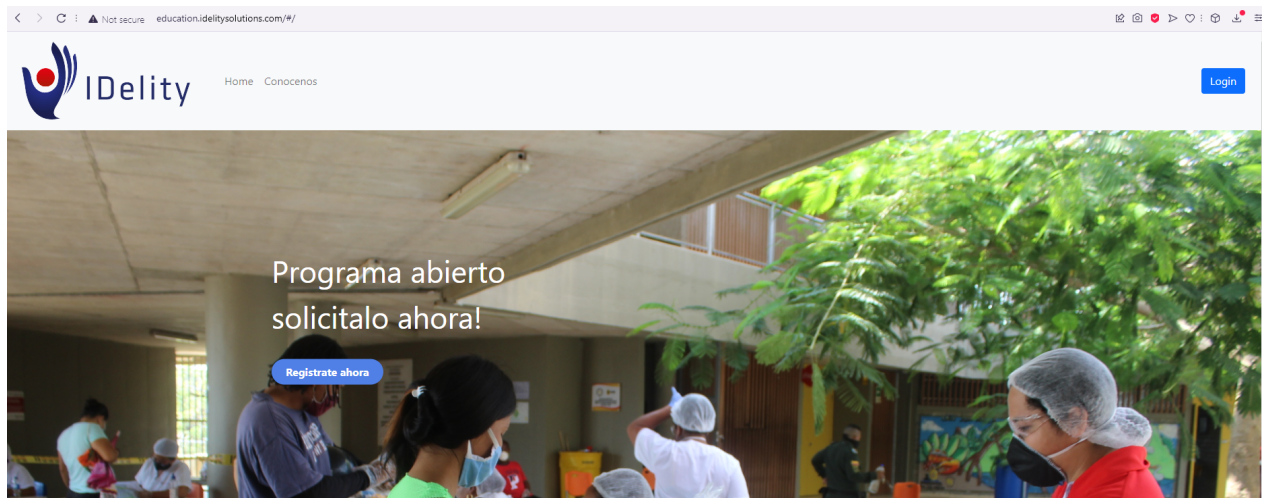 Not secure education.idelitysolutions.com/#/
IDelity Home Conocenos Login
Programa abierto
solicitalo ahora!
Registrate ahora